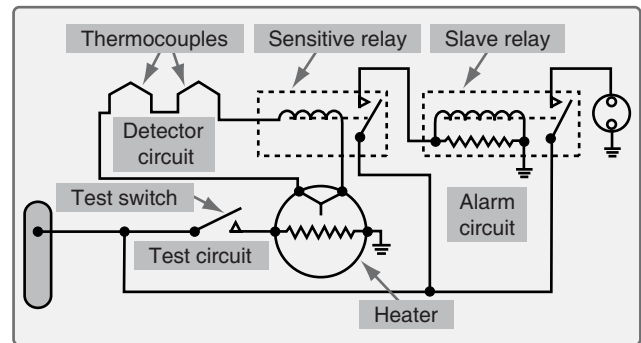 Thermocouples
Sensitive relay
Slave relay
Detector
circuit
Test switch
Alarm
circuit
Test circuit
Heater